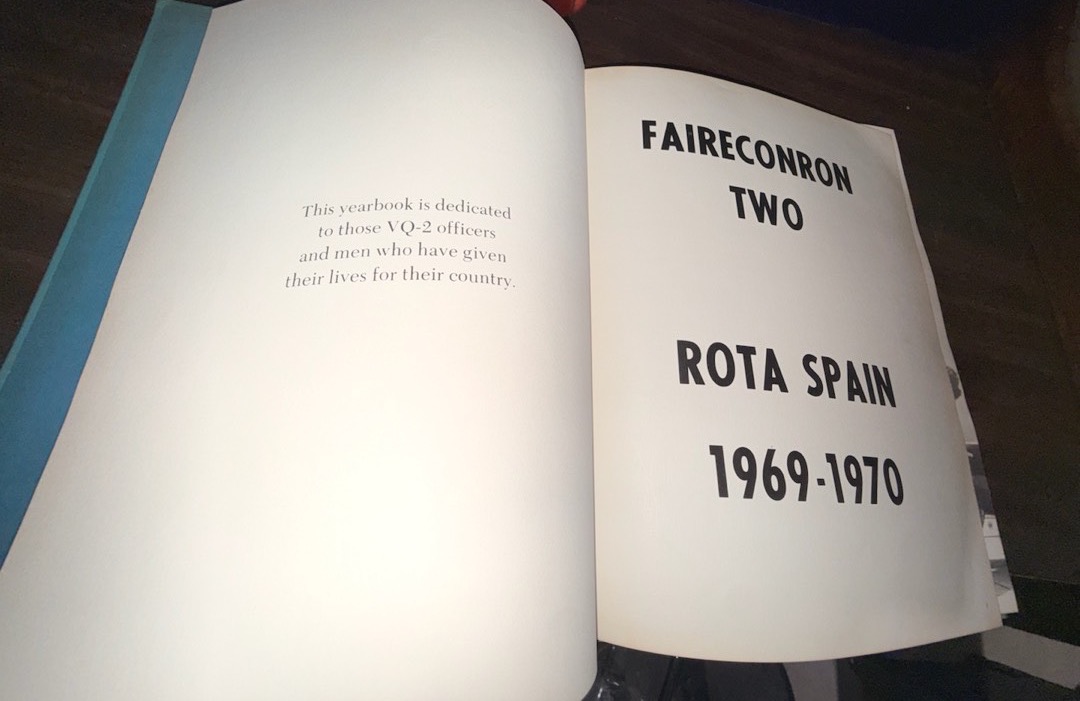 This yearbook is dedicated
to those VQ-2 officers
and men who have given
their lives for their country.
FAIRECONRON
TWO
ROTA SPAIN
1969-1970